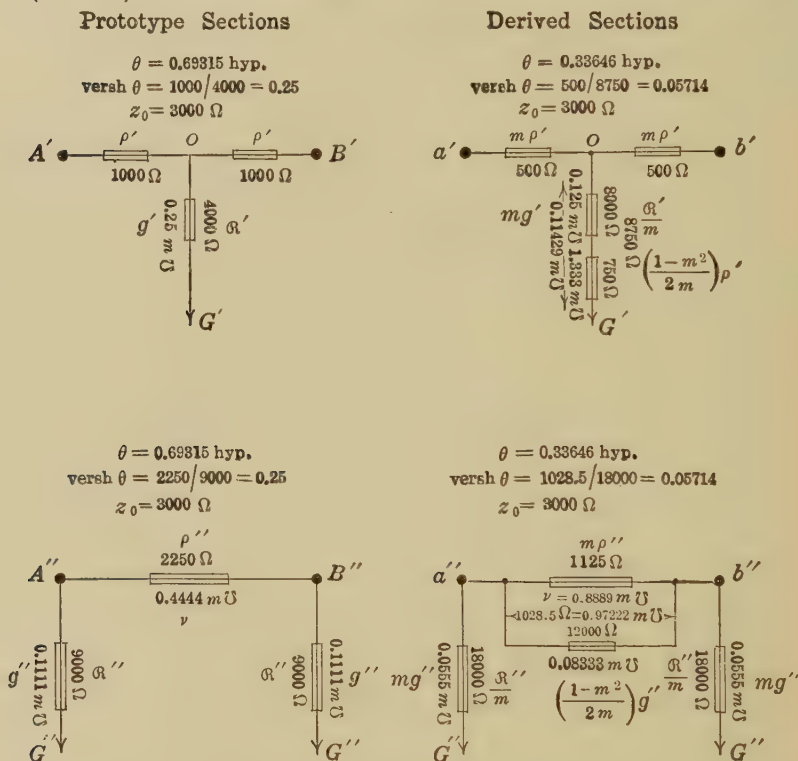 Prototype Sections
θ = 0.69315 hyp.
versh θ = 1000/4000 = 0.25
z₀ = 3000 Ω
A′
ρ′
O
ρ′
B′
1000 Ω
1000 Ω
g′
0.25 m ℧
4000 Ω
ℛ′
G′
Derived Sections
θ = 0.33646 hyp.
versh θ = 500/8750 = 0.05714
z₀ = 3000 Ω
a′
mρ′
O
mρ′
b′
500 Ω
500 Ω
mg′
0.11429 m ℧
0.125 m ℧
1.333 m ℧
8000 Ω
8750 Ω
750 Ω
ℛ′/m
((1 − m²)/2m)ρ′
G′
θ = 0.69315 hyp.
versh θ = 2250/9000 = 0.25
z₀ = 3000 Ω
ρ″
2250 Ω
A″
B″
0.4444 m ℧
ν
g″
0.1111 m ℧
9000 Ω
ℛ″
ℛ″
9000 Ω
0.1111 m ℧
g″
G″
G″
θ = 0.33646 hyp.
versh θ = 1028.5/18000 = 0.05714
z₀ = 3000 Ω
mρ″
1125 Ω
a″
b″
ν = 0.8889 m ℧
1028.5 Ω = 0.97222 m ℧
12000 Ω
0.08333 m ℧
((1 − m²)/2m)g″
mg″
0.0555 m ℧
18000 Ω
ℛ″/m
ℛ″/m
18000 Ω
0.0555 m ℧
mg″
G″
G″